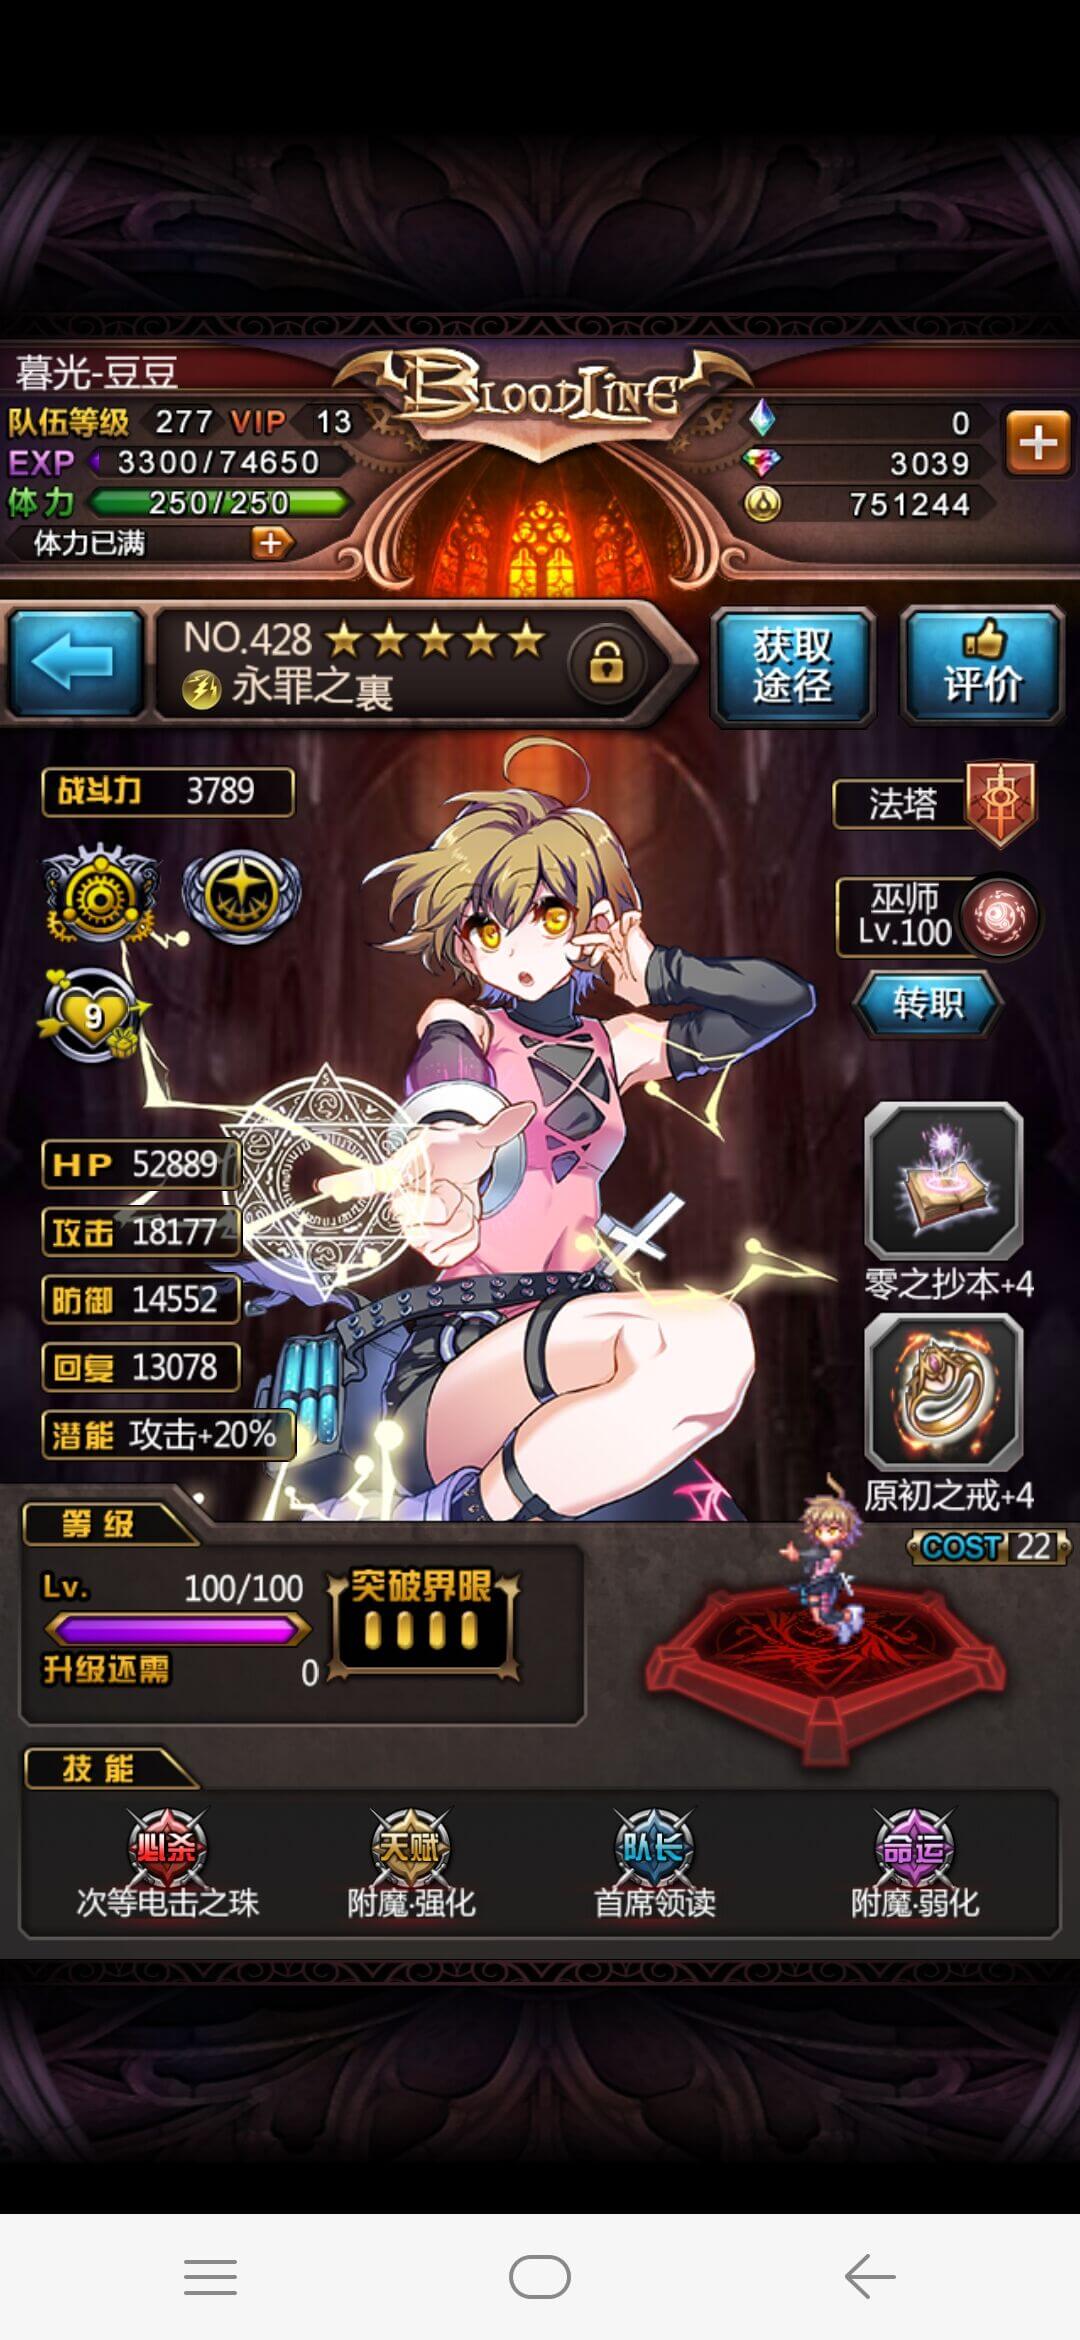 暮光-豆豆
BLOODLINE
队伍等级 277 VIP 13
0
EXP 3300/74650
3039
体力 250/250
751244
体力已满
NO.428
永罪之裏
获取
途径
评价
战斗力 3789
法塔
巫师
Lv.100
转职
9
HP 52889
攻击 18177
防御 14552
回复 13078
潜能 攻击+20%
零之抄本+4
原初之戒+4
COST 22
等级
Lv. 100/100
突破界限
升级还需 0
技能
必杀 天赋 队长 命运
次等电击之珠 附魔·强化 首席领读 附魔·弱化